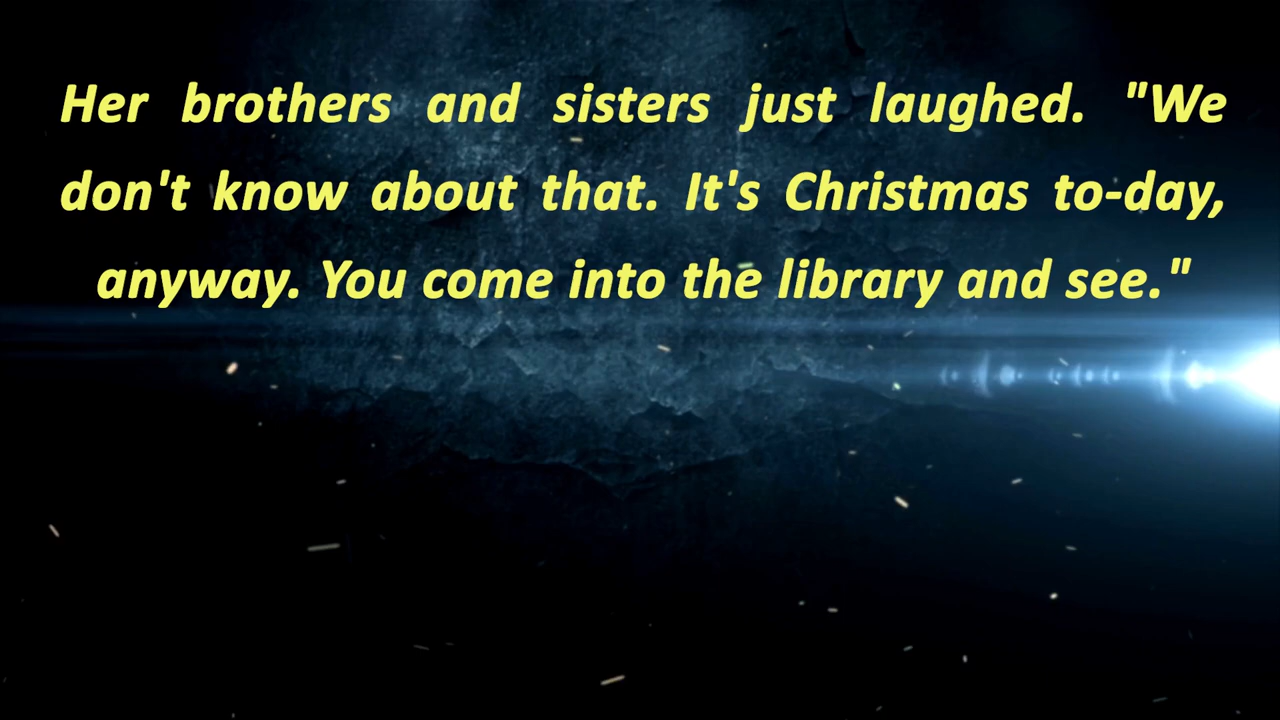 Her brothers and sisters just laughed. "We
don't know about that. It's Christmas to-day,
anyway. You come into the library and see."